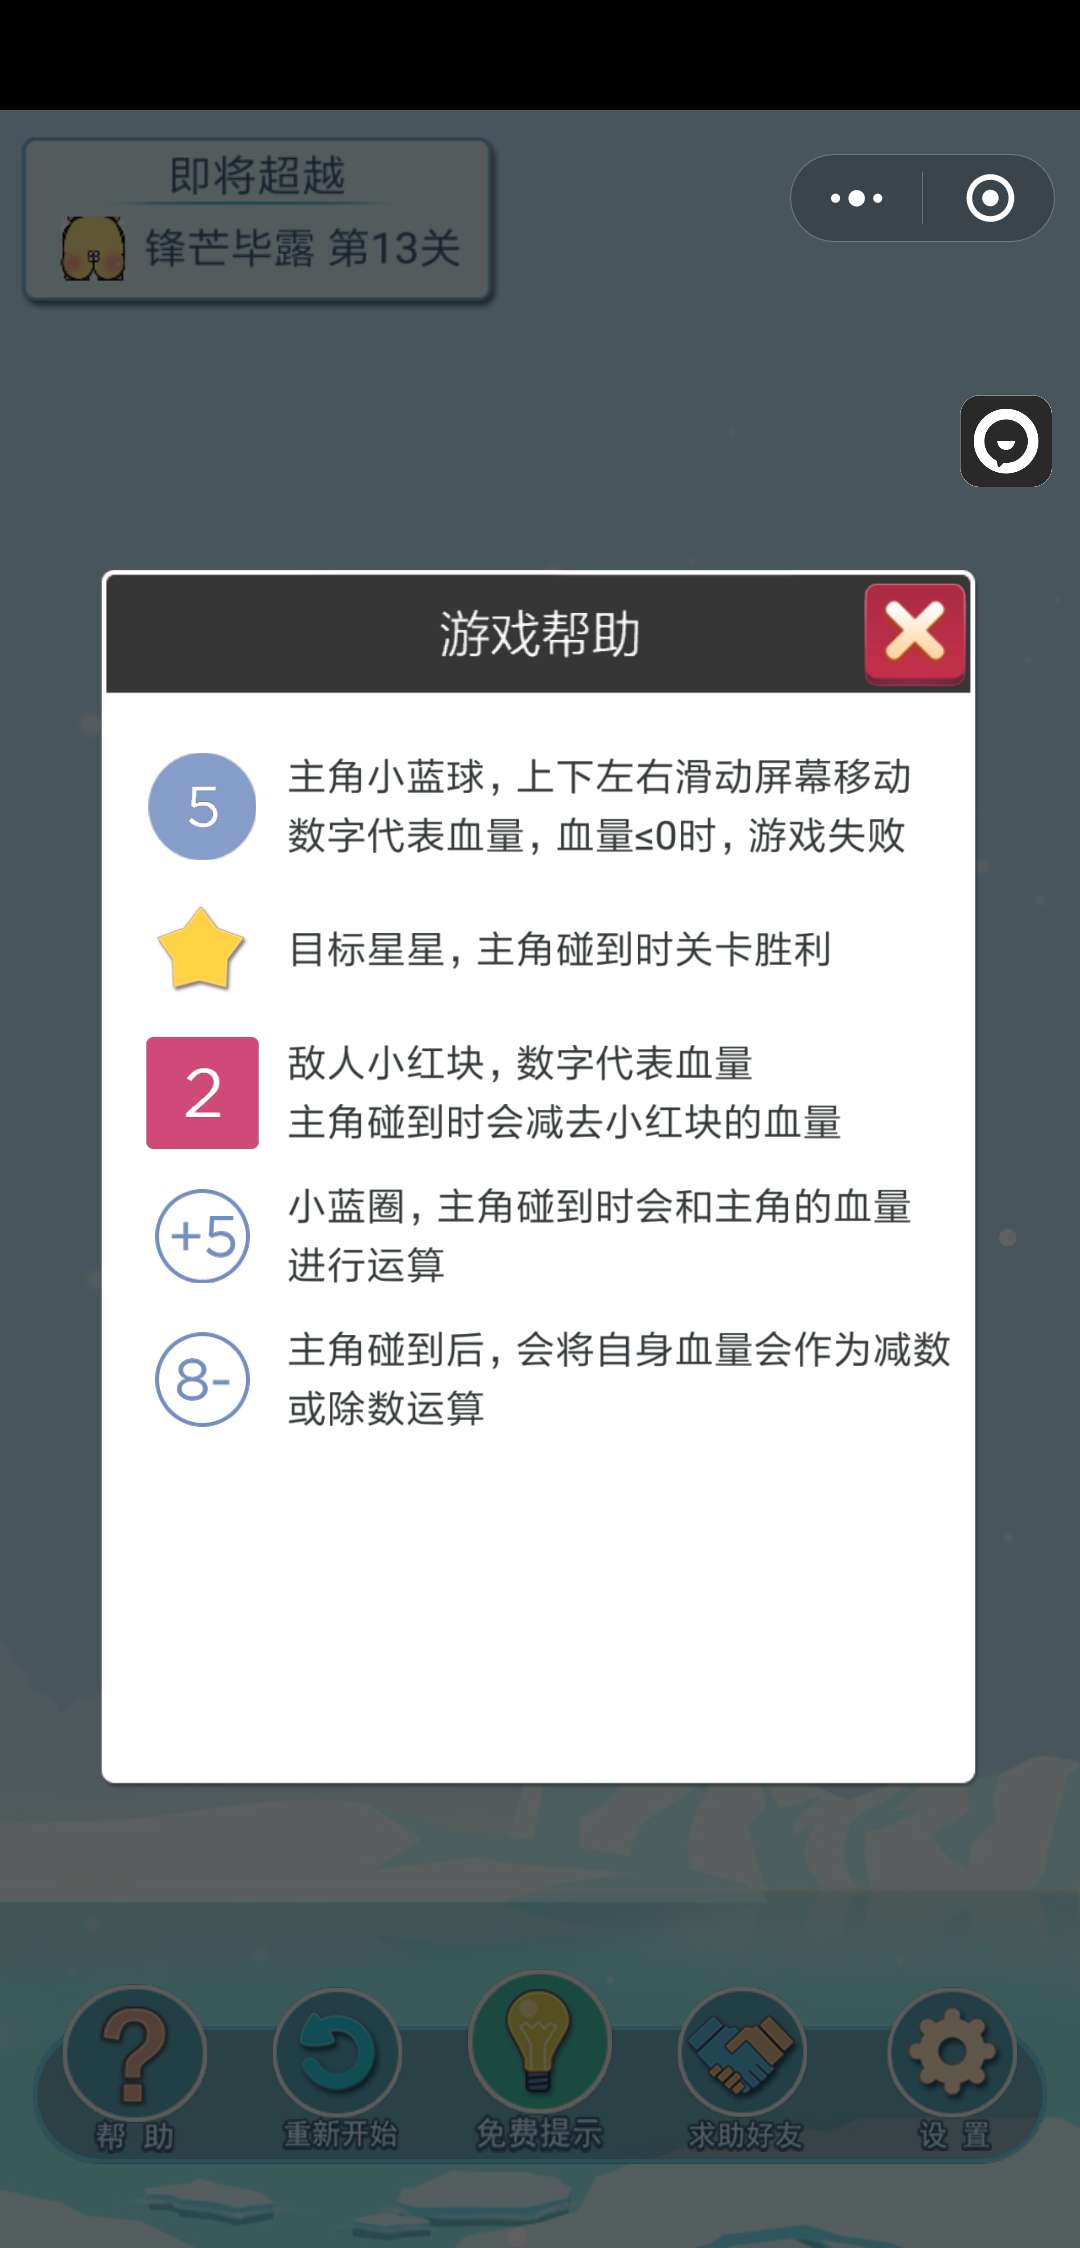 即将超越
锋芒毕露 第13关
游戏帮助
5
主角小蓝球，上下左右滑动屏幕移动
数字代表血量，血量≤0时，游戏失败
目标星星，主角碰到时关卡胜利
2
敌人小红块，数字代表血量
主角碰到时会减去小红块的血量
+5
小蓝圈，主角碰到时会和主角的血量
进行运算
8-
主角碰到后，会将自身血量会作为减数
或除数运算
帮 助
重新开始
免费提示
求助好友
设 置